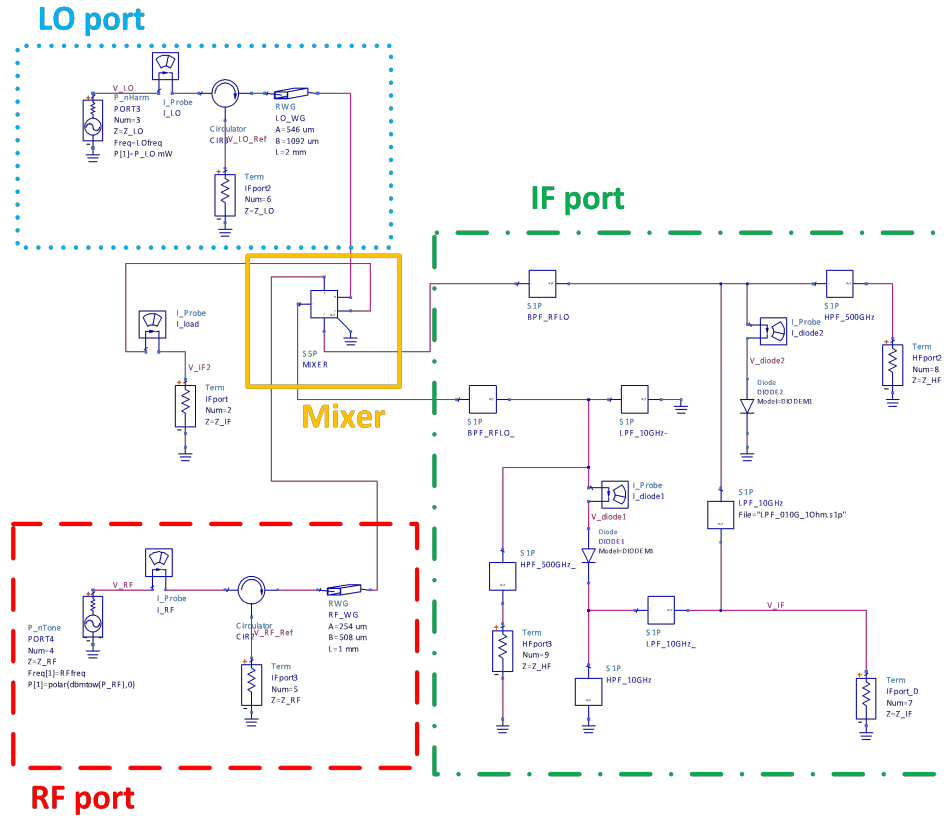 LO port
V_LO
P_nHarm
PORT3
Num=3
Z=Z_LO
Freq=LOfreq
P[1]=P_LO mW
I_Probe
I_LO
Circulator
V_LO_Ref
RWG
LO_WG
A=546 um
B=1092 um
L=2 mm
Term
IFport2
Num=6
Z=Z_LO
I_Probe
I_load
V_IF2
Term
IFport
Num=2
Z=Z_IF
S5P
MIXER
Mixer
IF port
S1P
BPF_RFLO
S1P
HPF_500GHz
I_Probe
I_diode2
V_diode2
Diode
DIODE2
Model=DIODEM1
Term
HFport2
Num=8
Z=Z_HF
S1P
BPF_RFLO_
S1P
LPF_10GHz-
I_Probe
I_diode1
V_diode1
Diode
DIODE1
Model=DIODEM1
S1P
LPF_10GHz
File="LPF_010G_1Ohm.s1p"
S1P
HPF_500GHz_
Term
HFport3
Num=9
Z=Z_HF
S1P
LPF_10GHz_
S1P
HPF_10GHz
V_IF
Term
IFport_D
Num=7
Z=Z_IF
V_RF
P_nTone
PORT4
Num=4
Z=Z_RF
Freq[1]=RFfreq
P[1]=polar(dbmtow(P_RF),0)
I_Probe
I_RF
Circulator
V_RF_Ref
RWG
RF_WG
A=254 um
B=508 um
L=1 mm
Term
IFport3
Num=5
Z=Z_RF
RF port